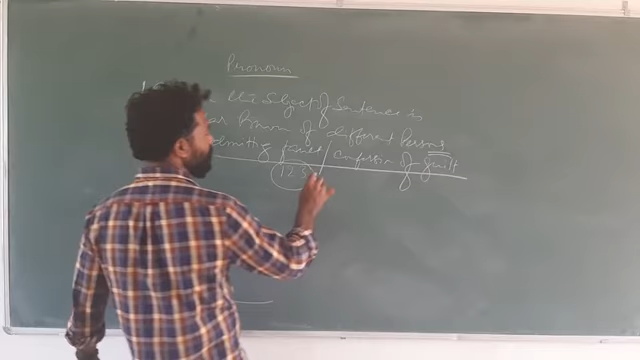 Pronoun
the Subject of Sentence is
Pronoun of different Persons
admitting fault / Confession of guilt
123